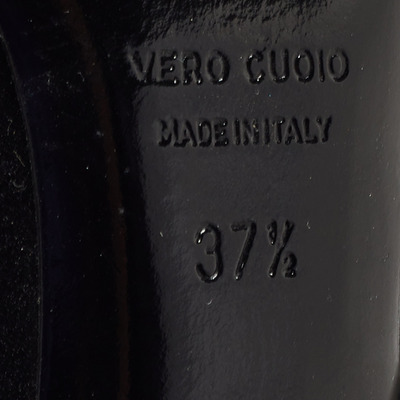 VERO CUOIO
MADE IN ITALY
37½